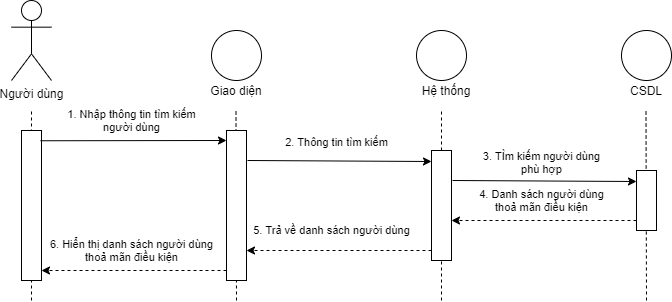 Người dùng
Giao diện
Hệ thống
CSDL
1. Nhập thông tin tìm kiếm
người dùng
2. Thông tin tìm kiếm
3. Tìm kiếm người dùng
phù hợp
4. Danh sách người dùng
thoả mãn điều kiện
5. Trả về danh sách người dùng
6. Hiển thị danh sách người dùng
thoả mãn điều kiện